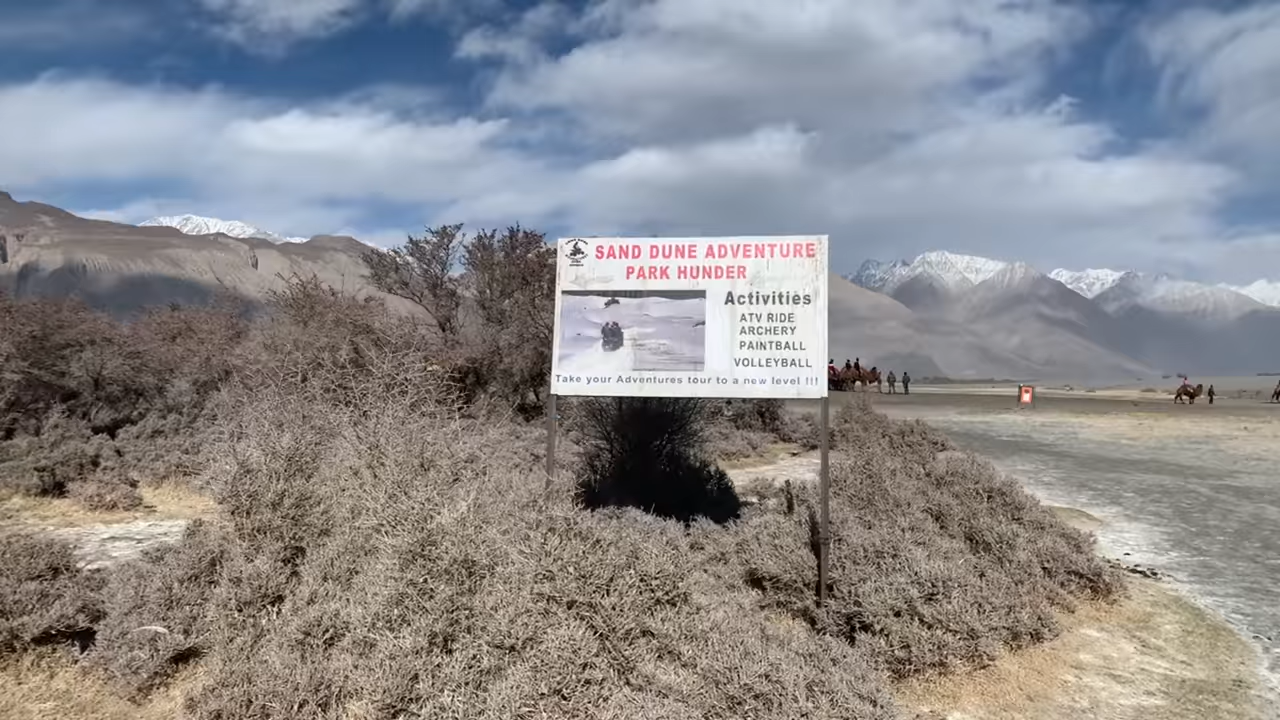 SAND DUNE ADVENTURE
PARK HUNDER
Activities
ATV RIDE
ARCHERY
PAINTBALL
VOLLEYBALL
Take your Adventures tour to a new level !!!